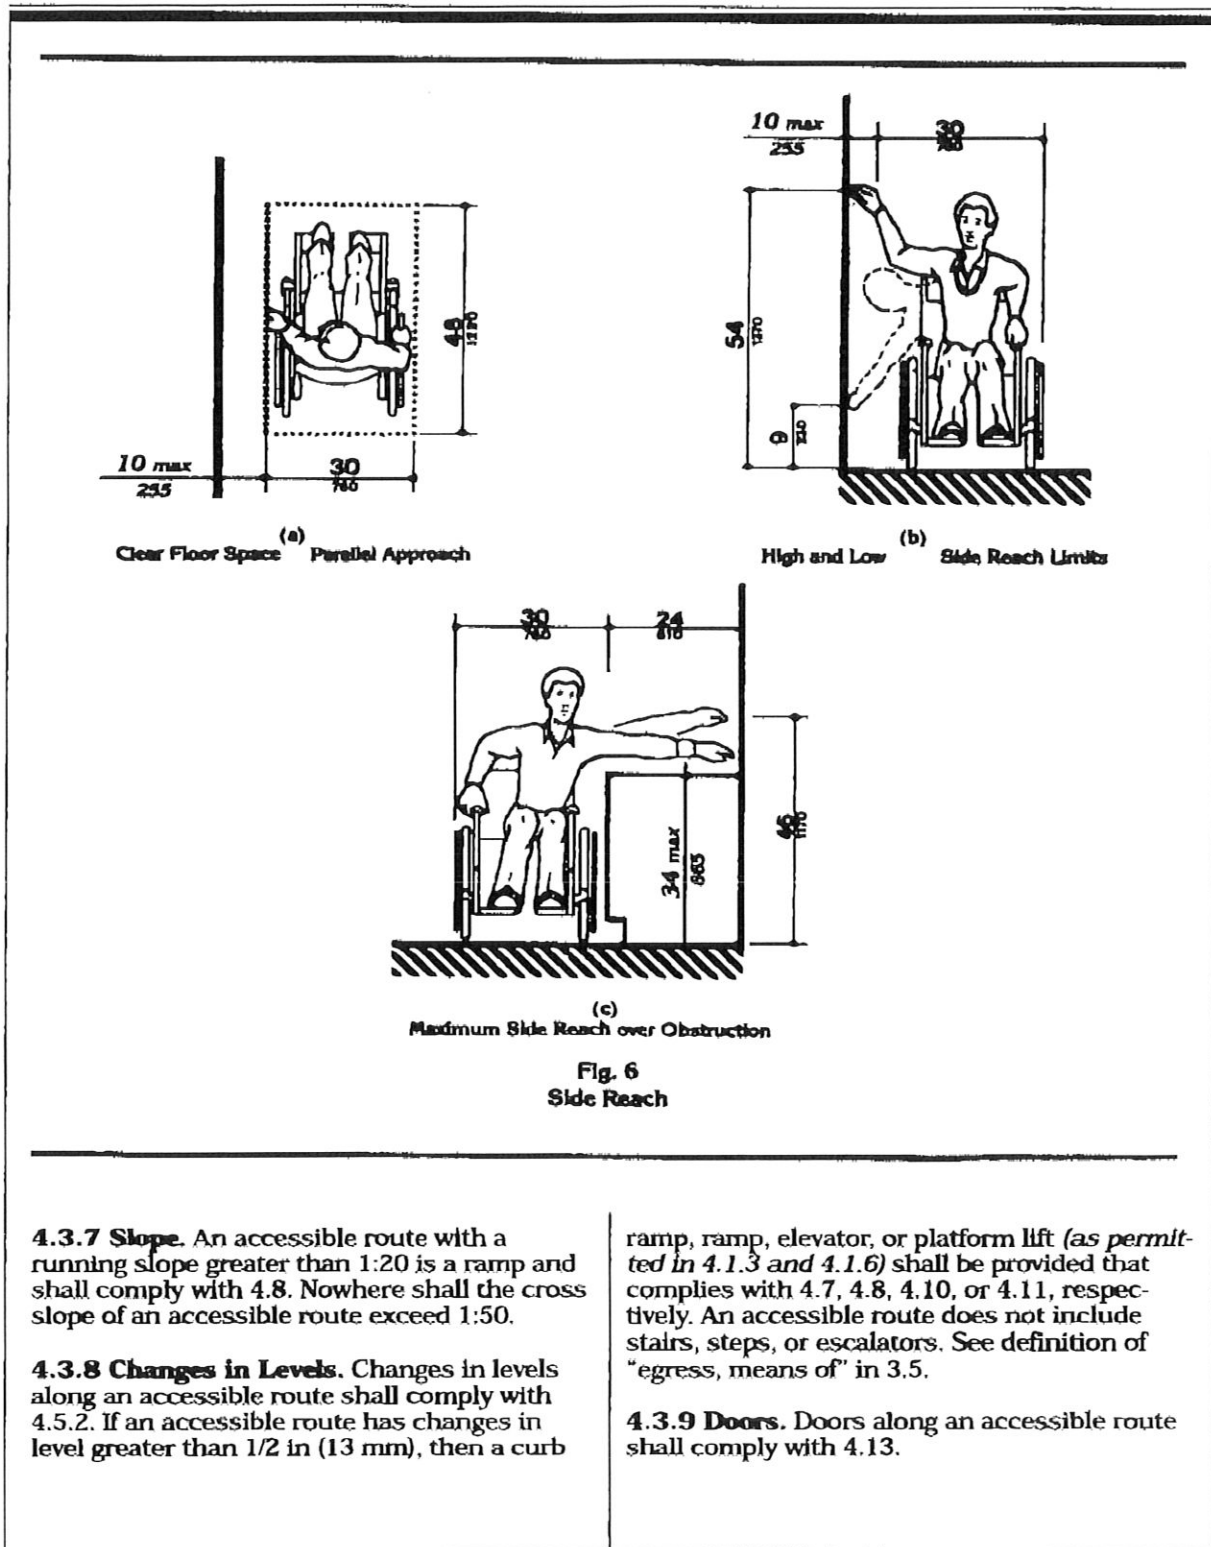 10 max
255
30
760
48
1220
10 max
255
30
760
(a)
Clear Floor Space Parallel Approach
54
1370
9
230
(b)
High and Low Side Reach Limits
30
760
24
610
34 max
865
46
1170
(c)
Maximum Side Reach over Obstruction
Fig. 6
Side Reach
4.3.7 Slope. An accessible route with a
running slope greater than 1:20 is a ramp and
shall comply with 4.8. Nowhere shall the cross
slope of an accessible route exceed 1:50.
4.3.8 Changes in Levels. Changes in levels
along an accessible route shall comply with
4.5.2. If an accessible route has changes in
level greater than 1/2 in (13 mm), then a curb
ramp, ramp, elevator, or platform lift (as permit-
ted in 4.1.3 and 4.1.6) shall be provided that
complies with 4.7, 4.8, 4.10, or 4.11, respec-
tively. An accessible route does not include
stairs, steps, or escalators. See definition of
"egress, means of" in 3.5.
4.3.9 Doors. Doors along an accessible route
shall comply with 4.13.